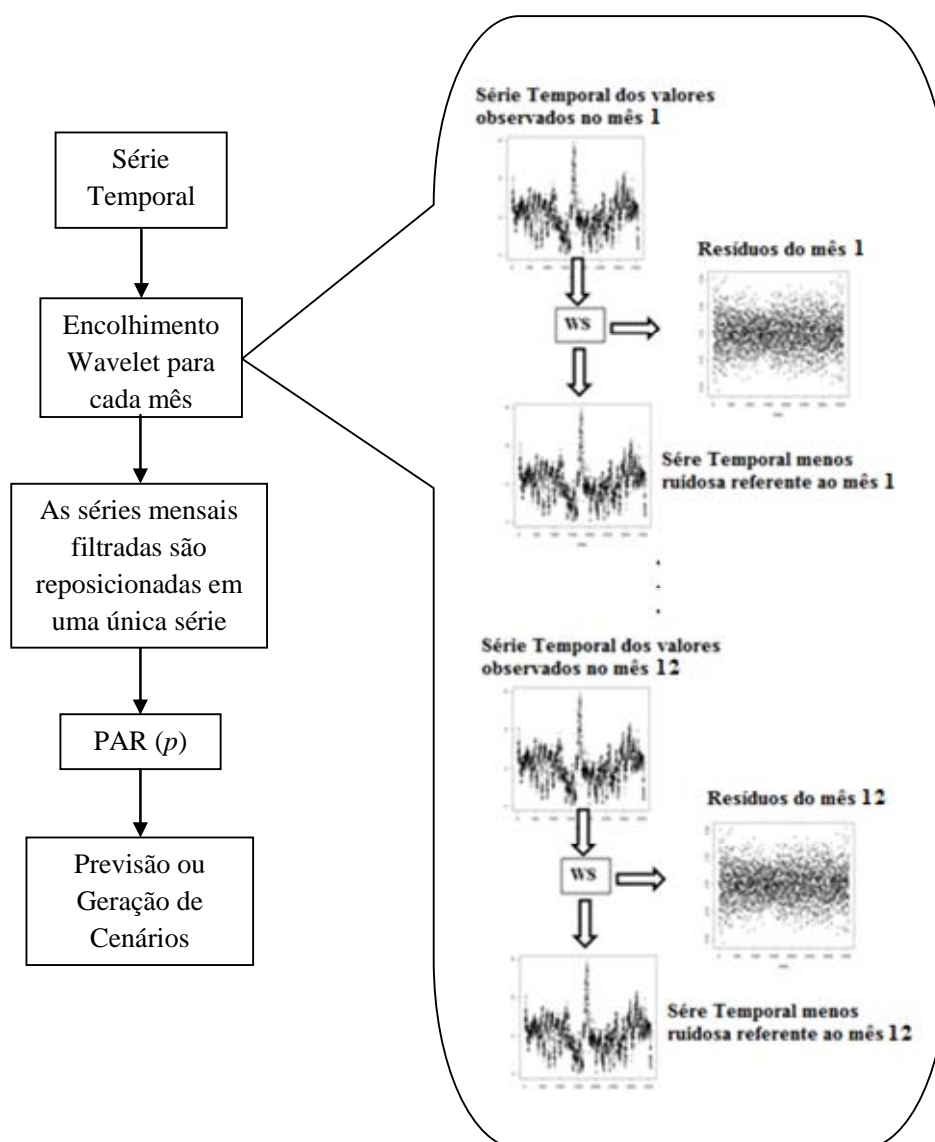 Série
Temporal
Encolhimento
Wavelet para
cada mês
As séries mensais
filtradas são
reposicionadas em
uma única série
PAR (p)
Previsão ou
Geração de
Cenários
Série Temporal dos valores
observados no mês 1
WS
Resíduos do mês 1
Sére Temporal menos
ruídosa referente ao mês 1
Série Temporal dos valores
observados no mês 12
WS
Resíduos do mês 12
Sére Temporal menos
ruídosa referente ao mês 12